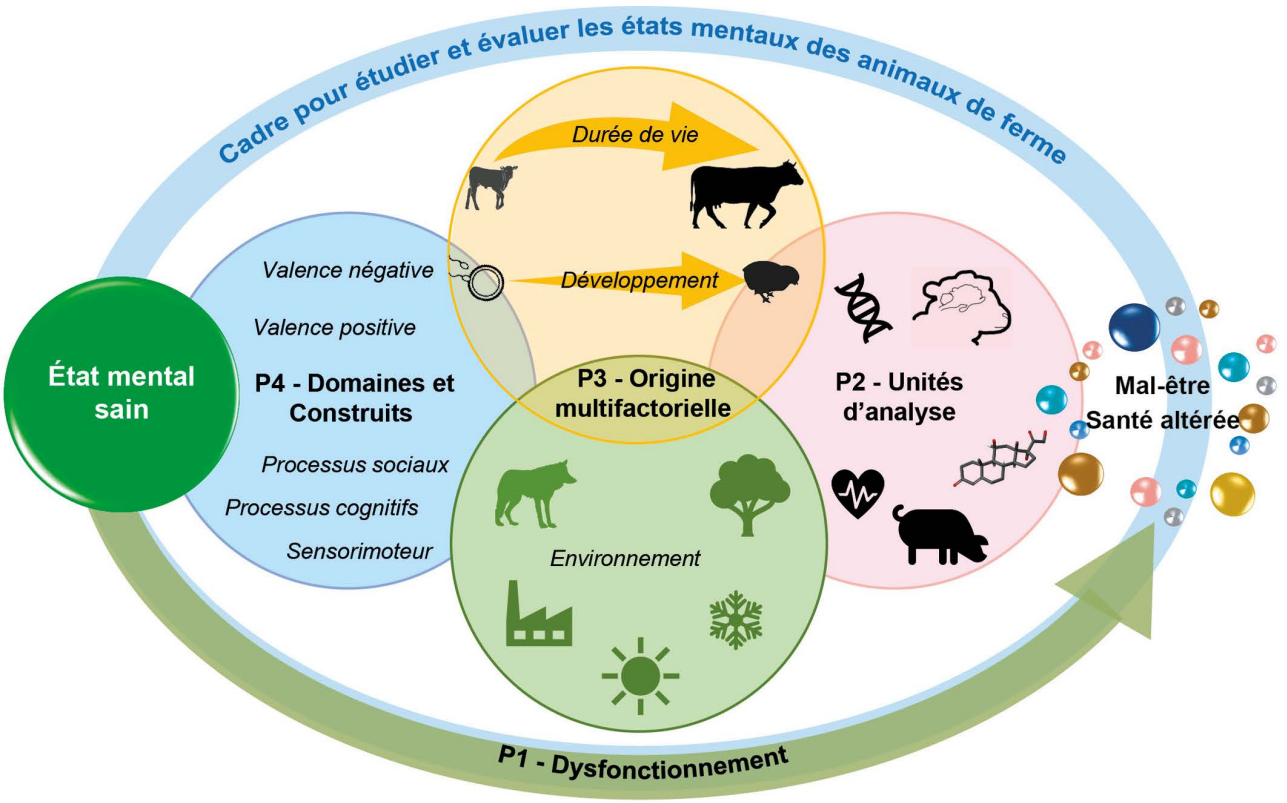 Cadre pour étudier et évaluer les états mentaux des animaux de ferme
Durée de vie
Développement
Valence négative
Valence positive
P4 - Domaines et
Construits
Processus sociaux
Processus cognitifs
Sensorimoteur
État mental
sain
P3 - Origine
multifactorielle
Environnement
P2 - Unités
d’analyse
Mal-être
Santé altérée
P1 - Dysfonctionnement